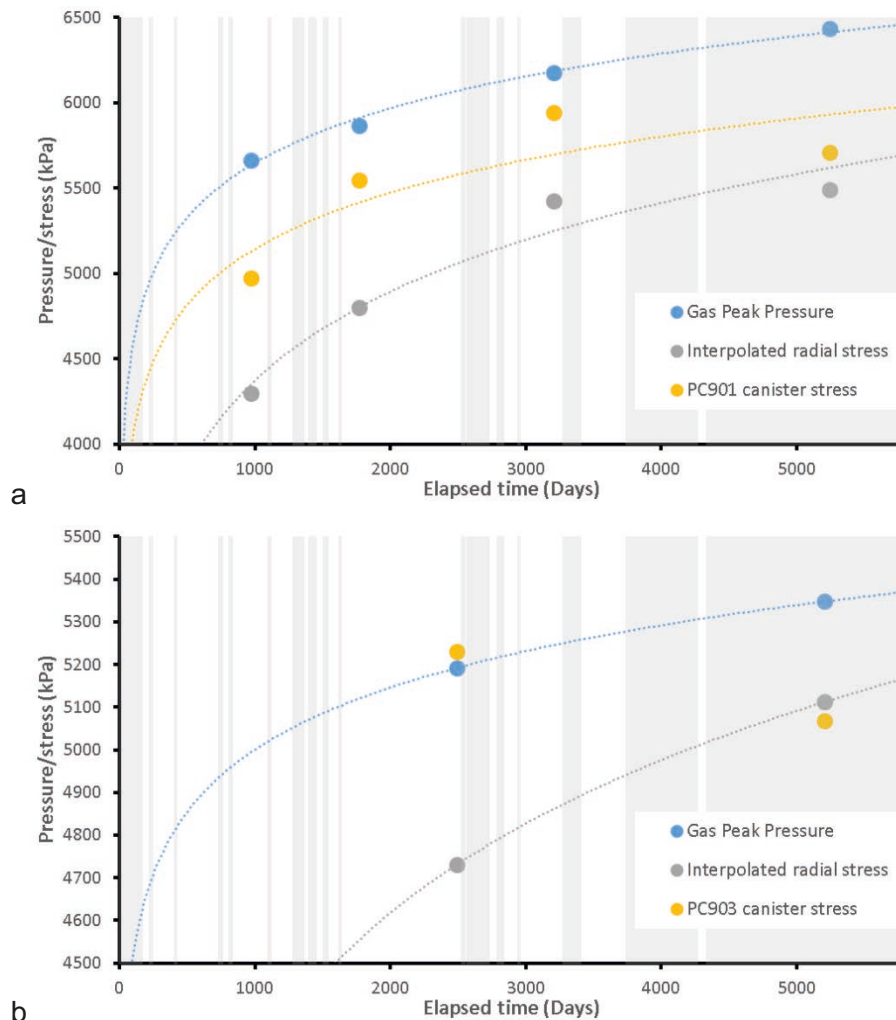 6500
6000
5500
5000
4500
4000
Pressure/stress (kPa)
0 1000 2000 3000 4000 5000
Elapsed time (Days)
Gas Peak Pressure
Interpolated radial stress
PC901 canister stress
a
5500
5400
5300
5200
5100
5000
4900
4800
4700
4600
4500
Pressure/stress (kPa)
0 1000 2000 3000 4000 5000
Elapsed time (Days)
Gas Peak Pressure
Interpolated radial stress
PC903 canister stress
b